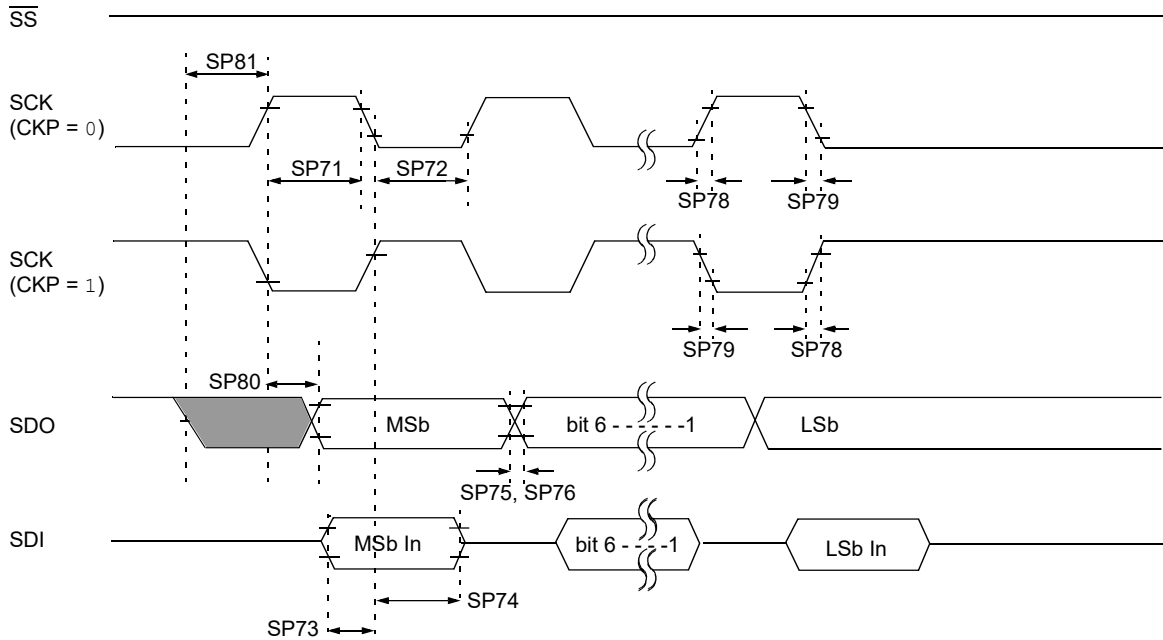 SS
SP81
SCK
(CKP = 0)
SP71
SP72
SP78
SP79
SCK
(CKP = 1)
SP79
SP78
SP80
SDO
MSb
bit 6 - - - - - -1
LSb
SP75, SP76
SDI
MSb In
bit 6 - - - - -1
LSb In
SP74
SP73